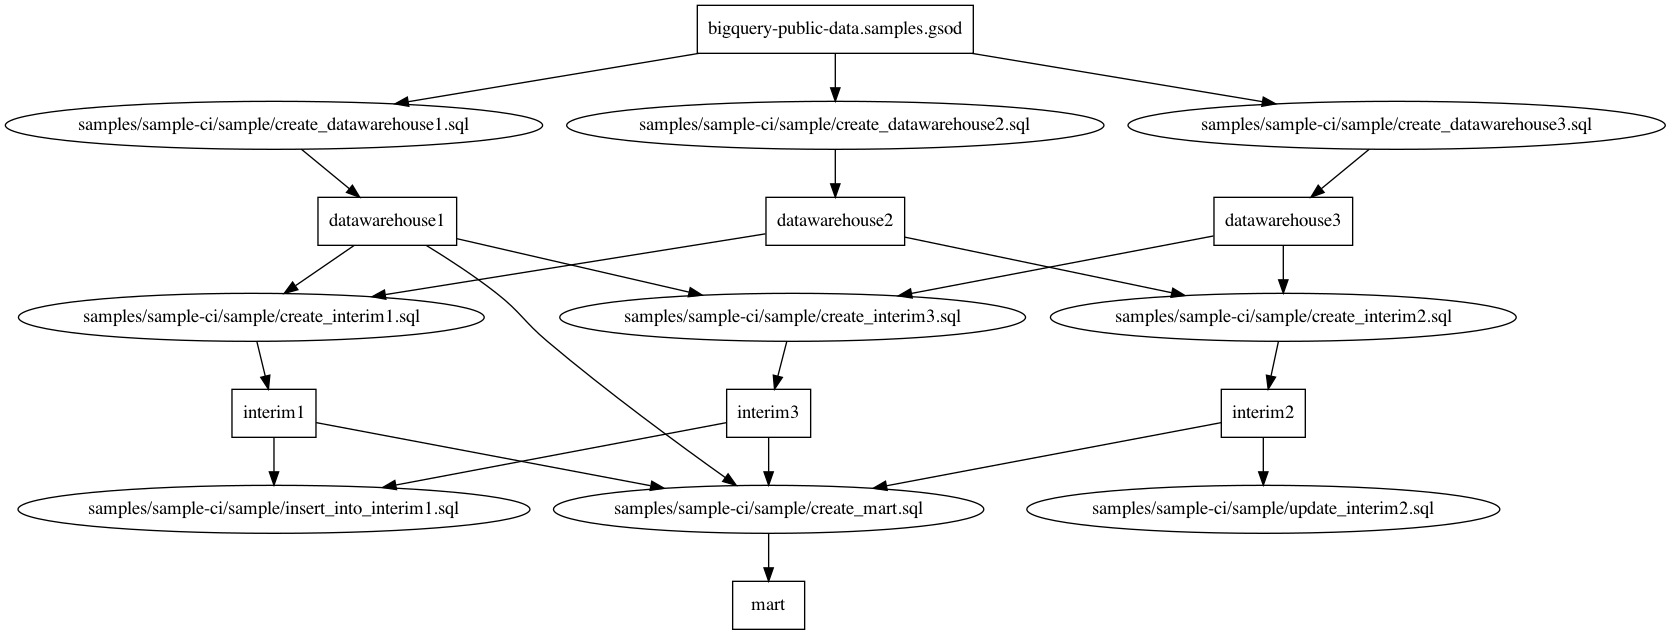 bigquery-public-data.samples.gsod
samples/sample-ci/sample/create_datawarehouse1.sql
samples/sample-ci/sample/create_datawarehouse2.sql
samples/sample-ci/sample/create_datawarehouse3.sql
datawarehouse1
datawarehouse2
datawarehouse3
samples/sample-ci/sample/create_interim1.sql
samples/sample-ci/sample/create_interim3.sql
samples/sample-ci/sample/create_interim2.sql
interim1
interim3
interim2
samples/sample-ci/sample/insert_into_interim1.sql
samples/sample-ci/sample/create_mart.sql
samples/sample-ci/sample/update_interim2.sql
mart